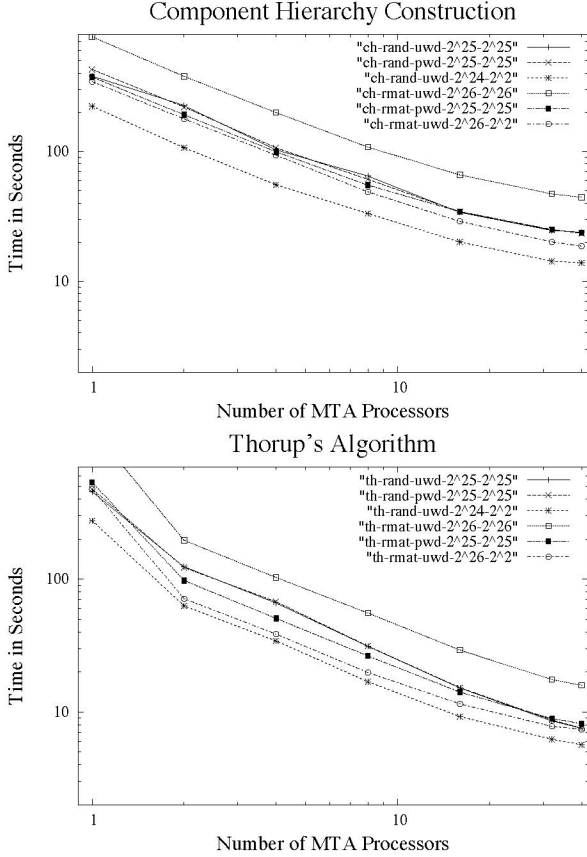 Component Hierarchy Construction
"ch-rand-uwd-2^25-2^25"
"ch-rand-pwd-2^25-2^25"
"ch-rand-uwd-2^24-2^2"
"ch-rmat-uwd-2^26-2^26"
"ch-rmat-pwd-2^25-2^25"
"ch-rmat-uwd-2^26-2^2"
100
10
Time in Seconds
1 10
Number of MTA Processors
Thorup's Algorithm
"th-rand-uwd-2^25-2^25"
"th-rand-pwd-2^25-2^25"
"th-rand-uwd-2^24-2^2"
"th-rmat-uwd-2^26-2^26"
"th-rmat-pwd-2^25-2^25"
"th-rmat-uwd-2^26-2^2"
100
10
Time in Seconds
1 10
Number of MTA Processors